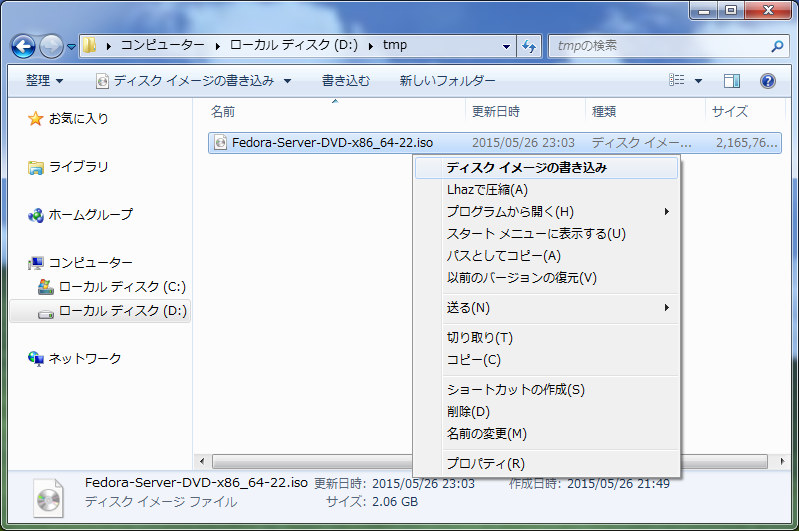 コンピューター ローカル ディスク (D:) tmp tmpの検索
整理 ディスク イメージの書き込み 書き込む 新しいフォルダー
お気に入り
ライブラリ
ホームグループ
コンピューター
ローカル ディスク (C:)
ローカル ディスク (D:)
ネットワーク
名前 更新日時 種類 サイズ
Fedora-Server-DVD-x86_64-22.iso 2015/05/26 23:03 ディスク イメー... 2,165,76...
ディスク イメージの書き込み
Lhazで圧縮(A)
プログラムから開く(H)
スタート メニューに表示する(U)
パスとしてコピー(A)
以前のバージョンの復元(V)
送る(N)
切り取り(T)
コピー(C)
ショートカットの作成(S)
削除(D)
名前の変更(M)
プロパティ(R)
Fedora-Server-DVD-x86_64-22.iso 更新日時: 2015/05/26 23:03 作成日時: 2015/05/26 21:49
ディスク イメージ ファイル サイズ: 2.06 GB